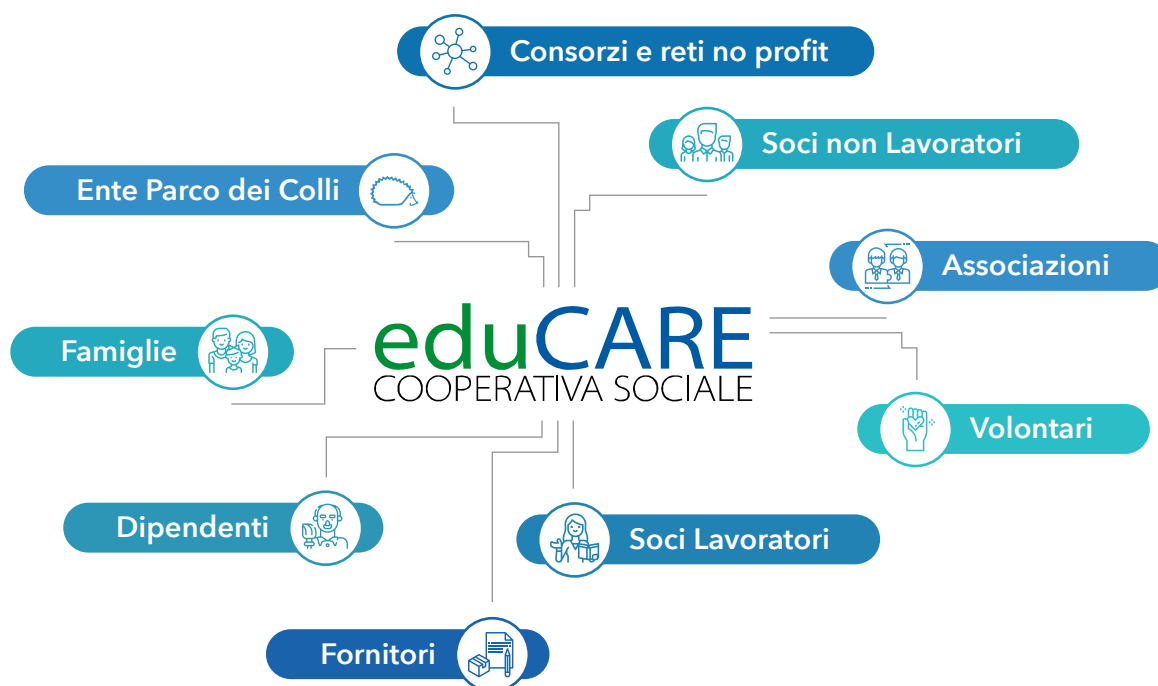 Consorzi e reti no profit
Soci non Lavoratori
Ente Parco dei Colli
Associazioni
eduCARE
COOPERATIVA SOCIALE
Famiglie
Volontari
Dipendenti
Soci Lavoratori
Fornitori